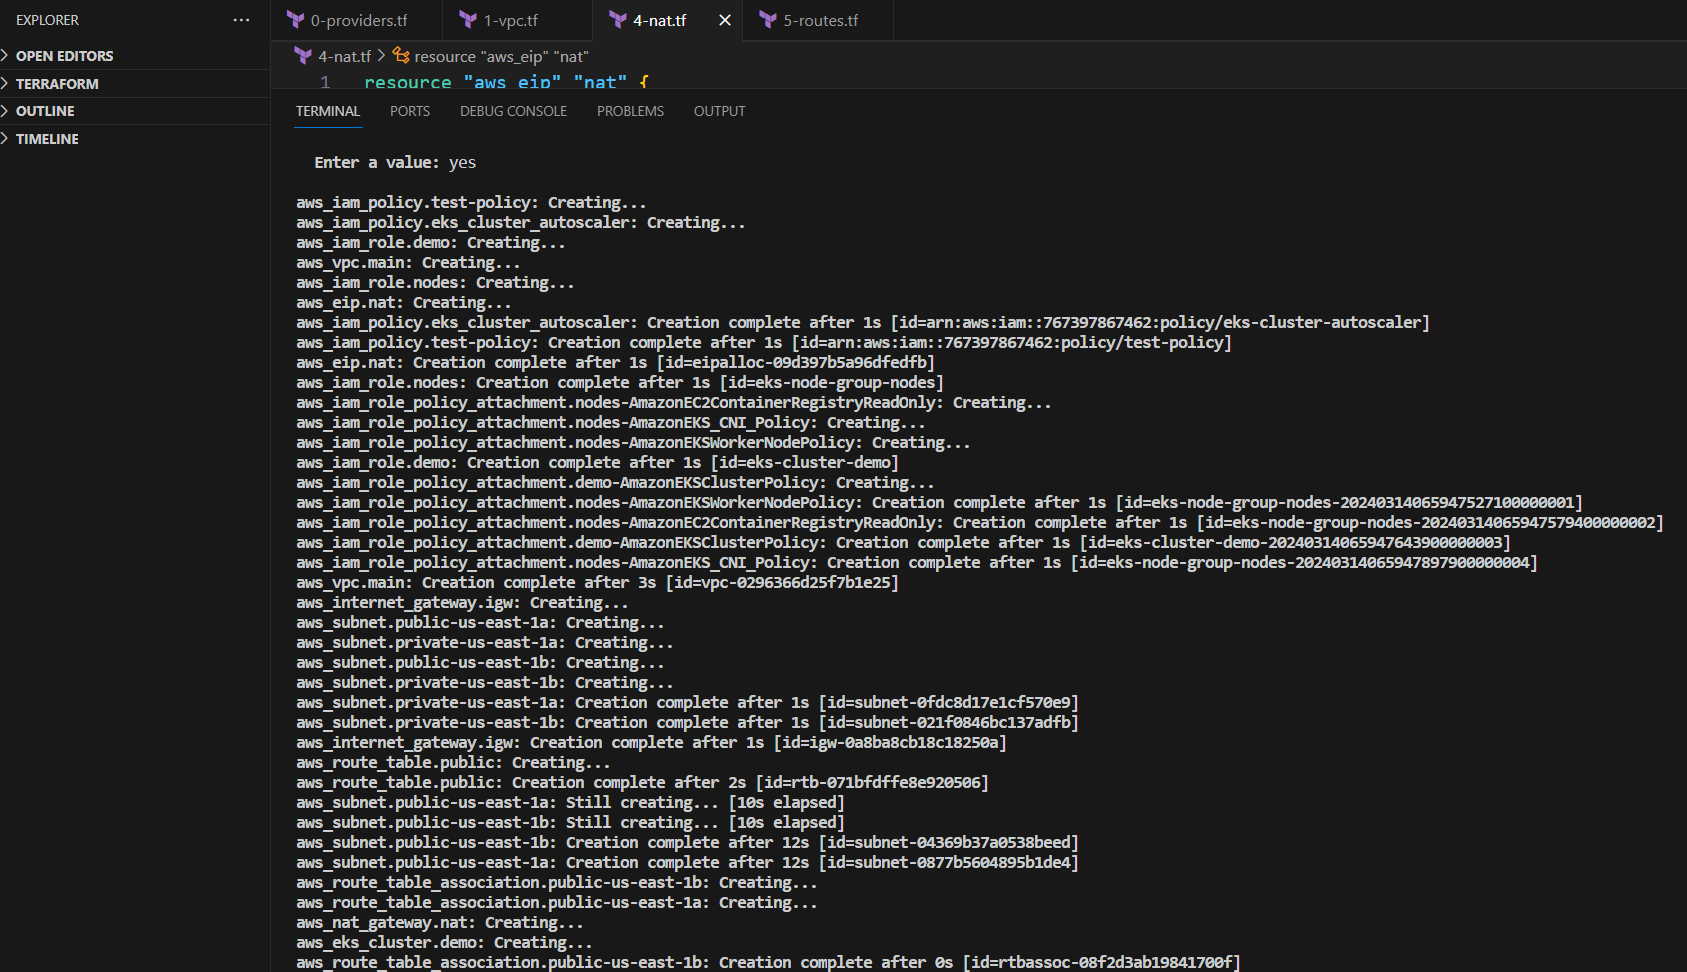 EXPLORER ...
OPEN EDITORS
TERRAFORM
OUTLINE
TIMELINE
0-providers.tf 1-vpc.tf 4-nat.tf 5-routes.tf
4-nat.tf > resource "aws_eip" "nat"
1 resource "aws_eip" "nat" {
TERMINAL PORTS DEBUG CONSOLE PROBLEMS OUTPUT
Enter a value: yes
aws_iam_policy.test-policy: Creating...
aws_iam_policy.eks_cluster_autoscaler: Creating...
aws_iam_role.demo: Creating...
aws_vpc.main: Creating...
aws_iam_role.nodes: Creating...
aws_eip.nat: Creating...
aws_iam_policy.eks_cluster_autoscaler: Creation complete after 1s [id=arn:aws:iam::767397867462:policy/eks-cluster-autoscaler]
aws_iam_policy.test-policy: Creation complete after 1s [id=arn:aws:iam::767397867462:policy/test-policy]
aws_eip.nat: Creation complete after 1s [id=eipalloc-09d397b5a96dfedfb]
aws_iam_role.nodes: Creation complete after 1s [id=eks-node-group-nodes]
aws_iam_role_policy_attachment.nodes-AmazonEC2ContainerRegistryReadOnly: Creating...
aws_iam_role_policy_attachment.nodes-AmazonEKS_CNI_Policy: Creating...
aws_iam_role_policy_attachment.nodes-AmazonEKSWorkerNodePolicy: Creating...
aws_iam_role.demo: Creation complete after 1s [id=eks-cluster-demo]
aws_iam_role_policy_attachment.demo-AmazonEKSClusterPolicy: Creating...
aws_iam_role_policy_attachment.nodes-AmazonEKSWorkerNodePolicy: Creation complete after 1s [id=eks-node-group-nodes-20240314065947527100000001]
aws_iam_role_policy_attachment.nodes-AmazonEC2ContainerRegistryReadOnly: Creation complete after 1s [id=eks-node-group-nodes-20240314065947579400000002]
aws_iam_role_policy_attachment.demo-AmazonEKSClusterPolicy: Creation complete after 1s [id=eks-cluster-demo-20240314065947643900000003]
aws_iam_role_policy_attachment.nodes-AmazonEKS_CNI_Policy: Creation complete after 1s [id=eks-node-group-nodes-20240314065947897900000004]
aws_vpc.main: Creation complete after 3s [id=vpc-0296366d25f7b1e25]
aws_internet_gateway.igw: Creating...
aws_subnet.public-us-east-1a: Creating...
aws_subnet.private-us-east-1a: Creating...
aws_subnet.public-us-east-1b: Creating...
aws_subnet.private-us-east-1b: Creating...
aws_subnet.private-us-east-1a: Creation complete after 1s [id=subnet-0fdc8d17e1cf570e9]
aws_subnet.private-us-east-1b: Creation complete after 1s [id=subnet-021f0846bc137adfb]
aws_internet_gateway.igw: Creation complete after 1s [id=igw-0a8ba8cb18c18250a]
aws_route_table.public: Creating...
aws_route_table.public: Creation complete after 2s [id=rtb-071bfdffe8e920506]
aws_subnet.public-us-east-1a: Still creating... [10s elapsed]
aws_subnet.public-us-east-1b: Still creating... [10s elapsed]
aws_subnet.public-us-east-1b: Creation complete after 12s [id=subnet-04369b37a0538beed]
aws_subnet.public-us-east-1a: Creation complete after 12s [id=subnet-0877b5604895b1de4]
aws_route_table_association.public-us-east-1b: Creating...
aws_route_table_association.public-us-east-1a: Creating...
aws_nat_gateway.nat: Creating...
aws_eks_cluster.demo: Creating...
aws_route_table_association.public-us-east-1b: Creation complete after 0s [id=rtbassoc-08f2d3ab19841700f]